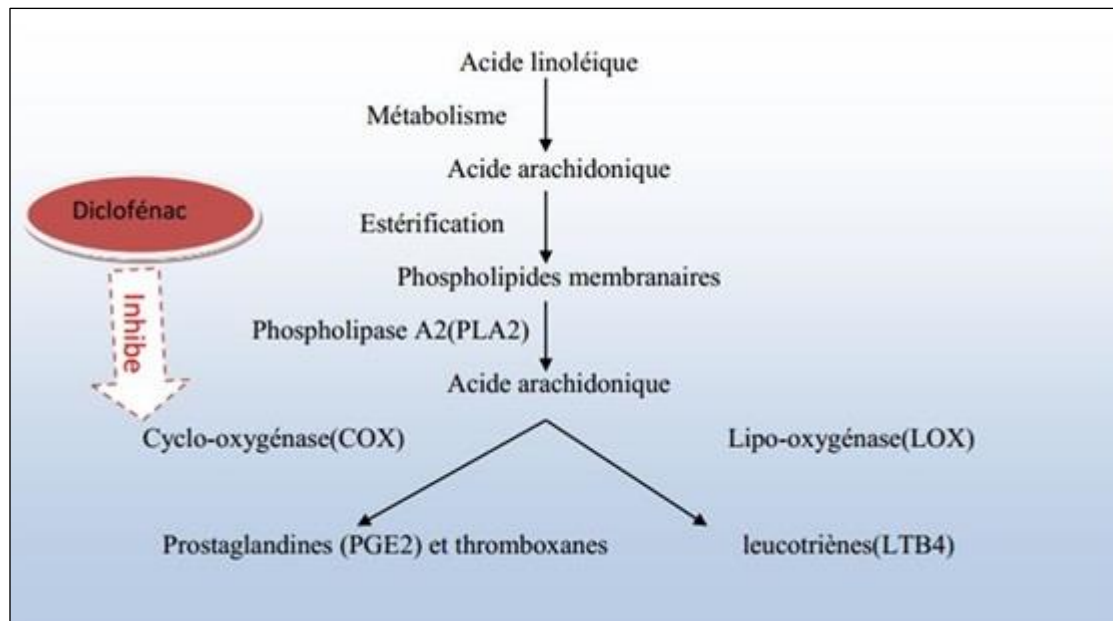 Acide linoléique
Métabolisme
Acide arachidonique
Diclofénac
Estérification
Phospholipides membranaires
Inhibe
Phospholipase A2(PLA2)
Acide arachidonique
Cyclo-oxygénase(COX)
Lipo-oxygénase(LOX)
Prostaglandines (PGE2) et thromboxanes
leucotriènes(LTB4)